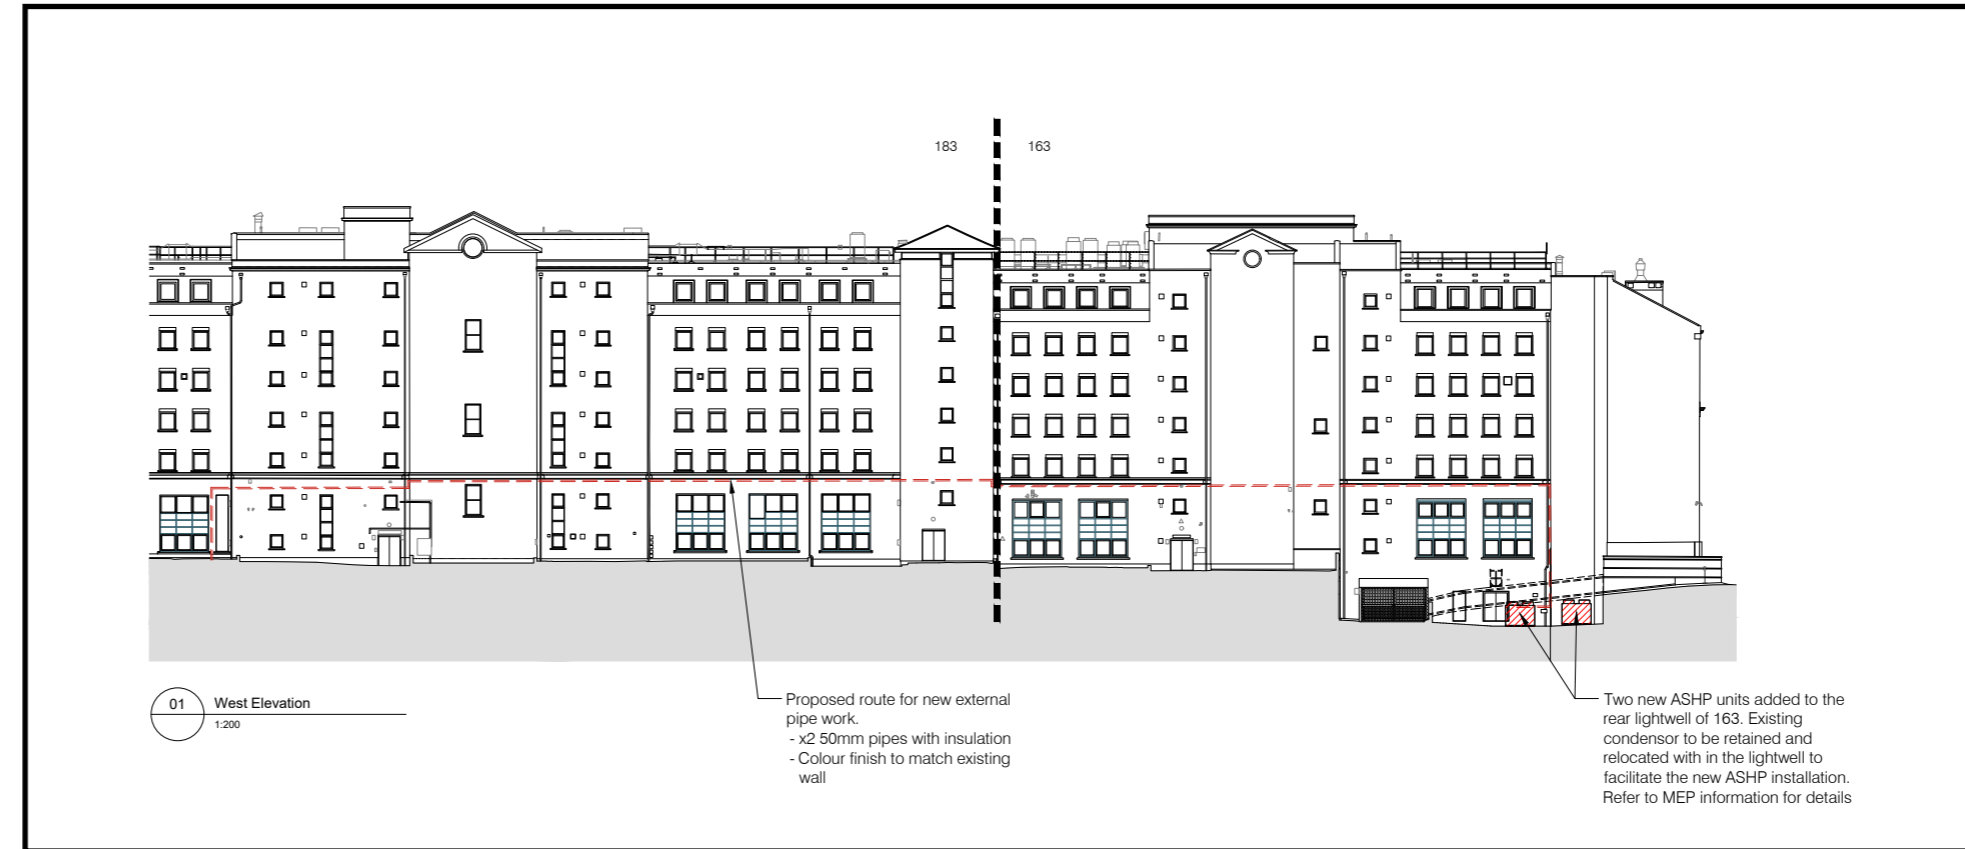 183
163
01
West Elevation
1:200
Proposed route for new external
pipe work.
- x2 50mm pipes with insulation
- Colour finish to match existing
wall
Two new ASHP units added to the
rear lightwell of 163. Existing
condensor to be retained and
relocated with in the lightwell to
facilitate the new ASHP installation.
Refer to MEP information for details